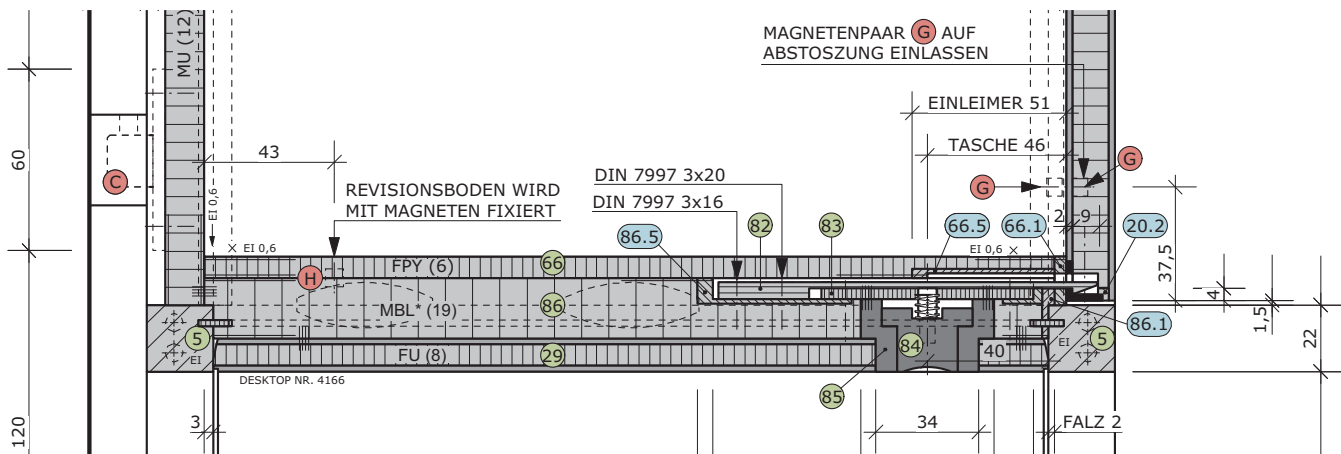 MU (12)
MAGNETENPAAR G AUF
ABSTOSZUNG EINLASSEN
EINLEIMER 51
60
43
TASCHE 46
G
G
C
REVISIONSBODEN WIRD
MIT MAGNETEN FIXIERT
DIN 7997 3x20
DIN 7997 3x16
EI 0,6
× EI 0,6
86.5
82
83
66.5
66.1
2
9
20.2
EI 0,6 ×
37,5
H
FPY (6)
66
MBL* (19)
86
4
1,5
86.1
5
EI
FU (8)
29
84
40
EI
5
22
DESKTOP NR. 4166
85
120
3
34
FALZ 2